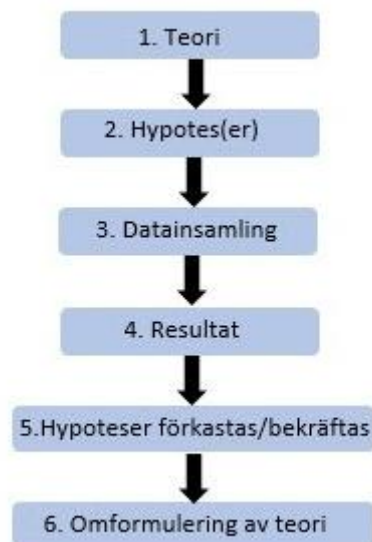 1. Teori
2. Hypotes(er)
3. Datainsamling
4. Resultat
5.Hypoteser förkastas/bekräftas
6. Omformulering av teori